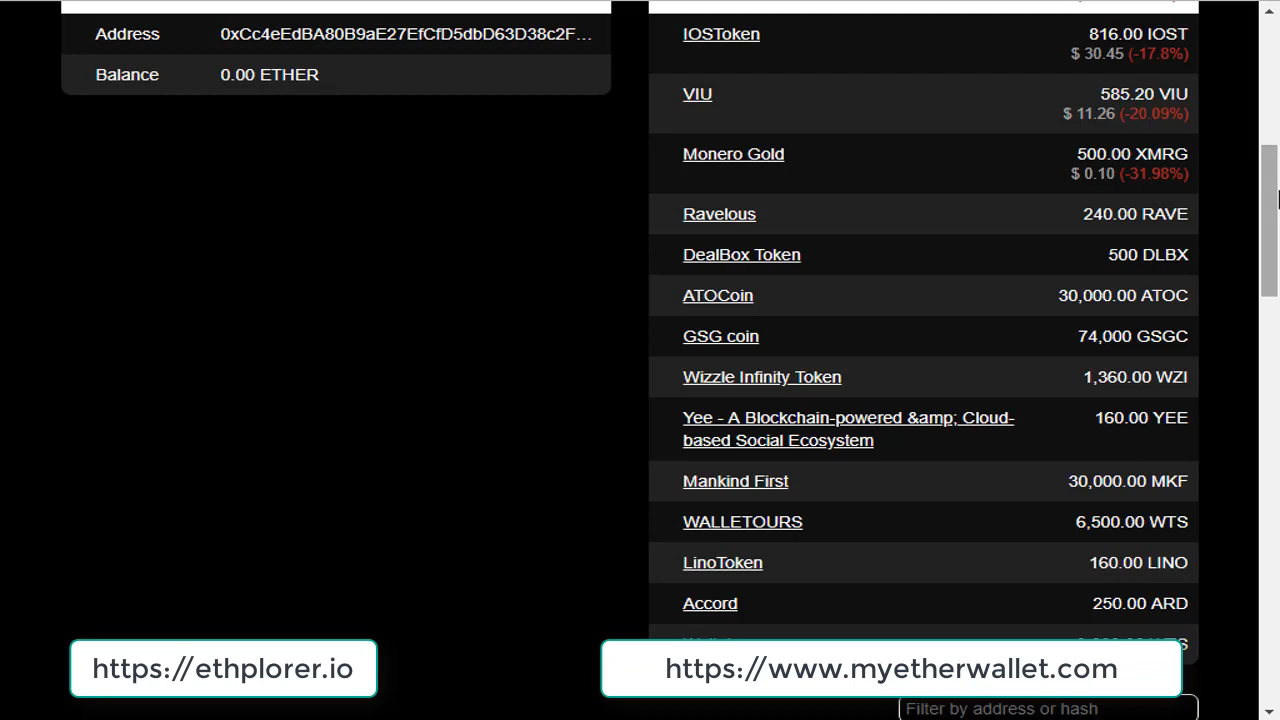 Address 0xCc4eEdBA80B9aE27EfCfD5dbD63D38c2F...
Balance 0.00 ETHER
IOSToken 816.00 IOST
$ 30.45 (-17.8%)
VIU 585.20 VIU
$ 11.26 (-20.09%)
Monero Gold 500.00 XMRG
$ 0.10 (-31.98%)
Ravelous 240.00 RAVE
DealBox Token 500 DLBX
ATOCoin 30,000.00 ATOC
GSG coin 74,000 GSGC
Wizzle Infinity Token 1,360.00 WZI
Yee - A Blockchain-powered &amp; Cloud- 160.00 YEE
based Social Ecosystem
Mankind First 30,000.00 MKF
WALLETOURS 6,500.00 WTS
LinoToken 160.00 LINO
Accord 250.00 ARD
https://ethplorer.io https://www.myetherwallet.com
Filter by address or hash